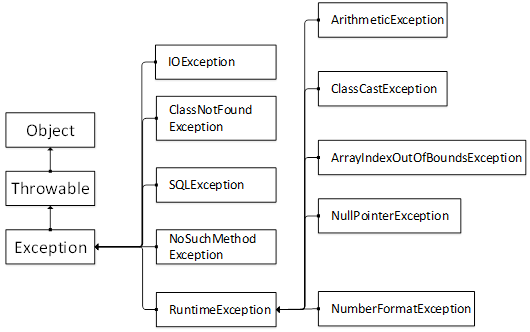 Object
Throwable
Exception
IOException
ClassNotFound
Exception
SQLException
NoSuchMethod
Exception
RuntimeException
ArithmeticException
ClassCastException
ArrayIndexOutOfBoundsException
NullPointerException
NumberFormatException